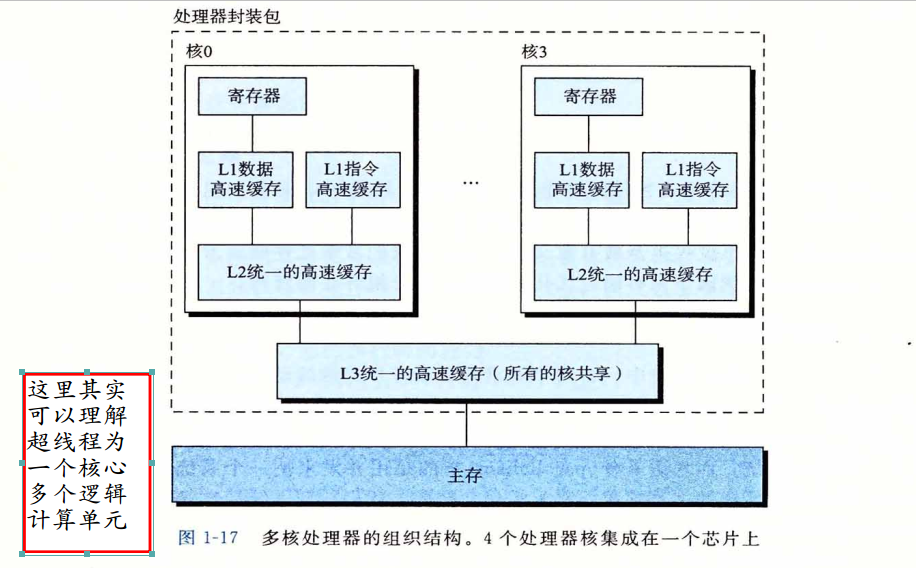 处理器封装包
核0
核3
寄存器
寄存器
L1数据
高速缓存
L1指令
高速缓存
...
L1数据
高速缓存
L1指令
高速缓存
L2统一的高速缓存
L2统一的高速缓存
L3统一的高速缓存（所有的核共享）
主存
这里其实
可以理解
超线程为
一个核心
多个逻辑
计算单元
图 1-17 多核处理器的组织结构。4 个处理器核集成在一个芯片上